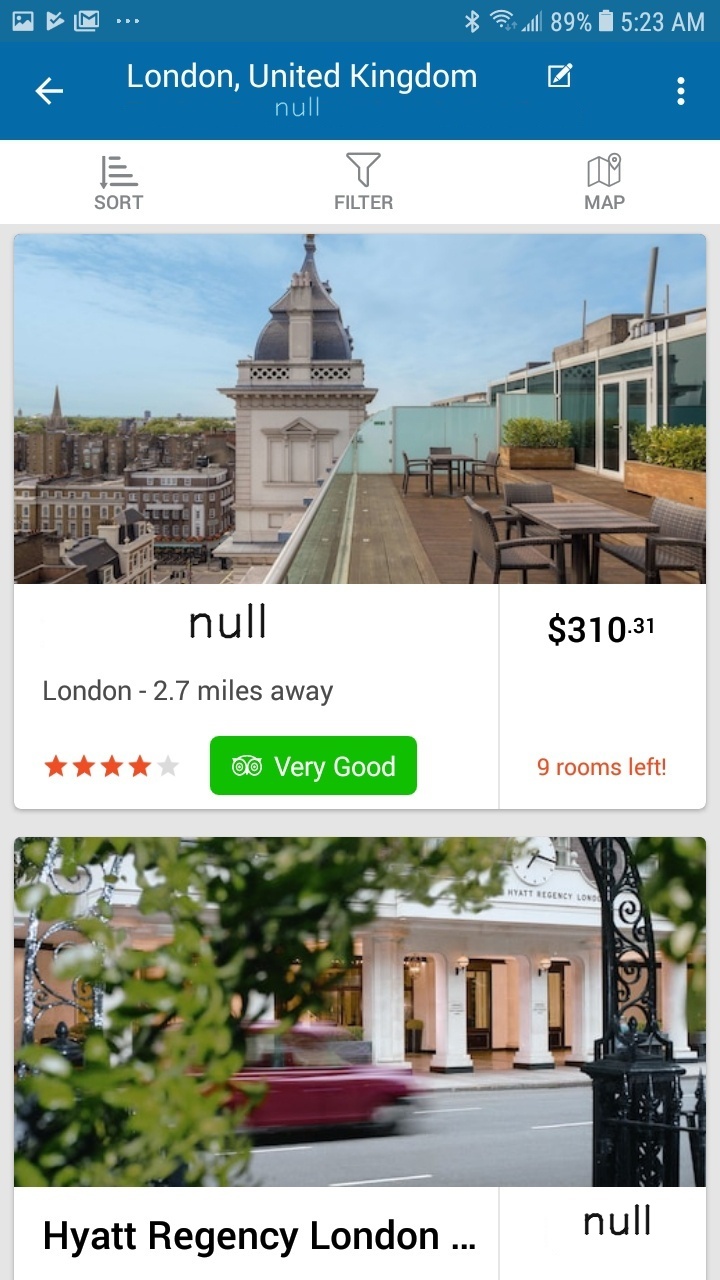 89% 5:23 AM
London, United Kingdom
null
SORT
FILTER
MAP
null
$310.31
London - 2.7 miles away
Very Good
9 rooms left!
HYATT REGENCY LONDON
Hyatt Regency London ...
null